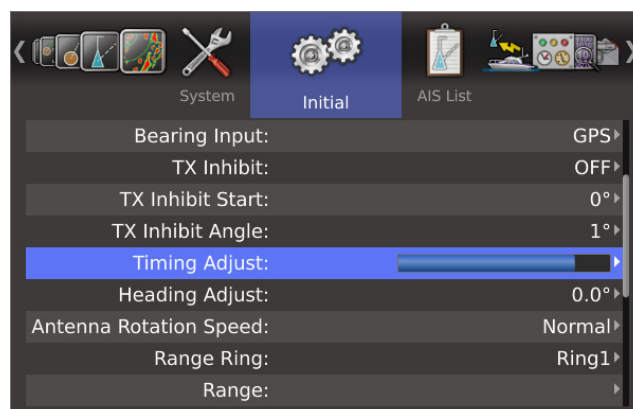 System
Initial
AIS List
Bearing Input: GPS
TX Inhibit: OFF
TX Inhibit Start: 0°
TX Inhibit Angle: 1°
Timing Adjust:
Heading Adjust: 0.0°
Antenna Rotation Speed: Normal
Range Ring: Ring1
Range: